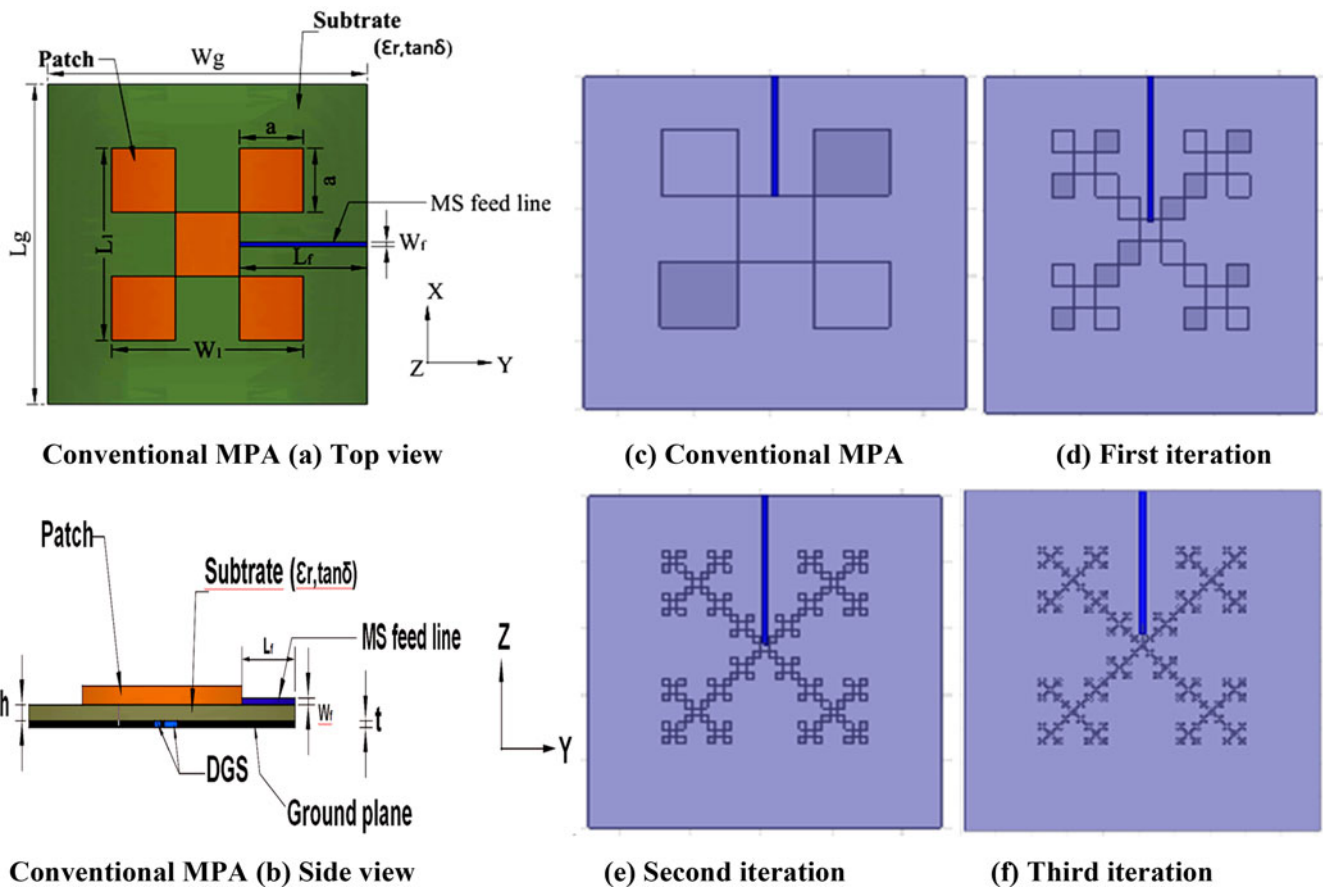 Subtrate
(Ɛr,tanδ)
Patch
Wg
a
a
MS feed line
Lg
L1
Wf
Lf
W1
X
Z
Y
Conventional MPA (a) Top view
(c) Conventional MPA
(d) First iteration
Patch
Subtrate (Ɛr,tanδ)
Lf
MS feed line
h
Wf
t
DGS
Ground plane
Z
Y
Conventional MPA (b) Side view
(e) Second iteration
(f) Third iteration